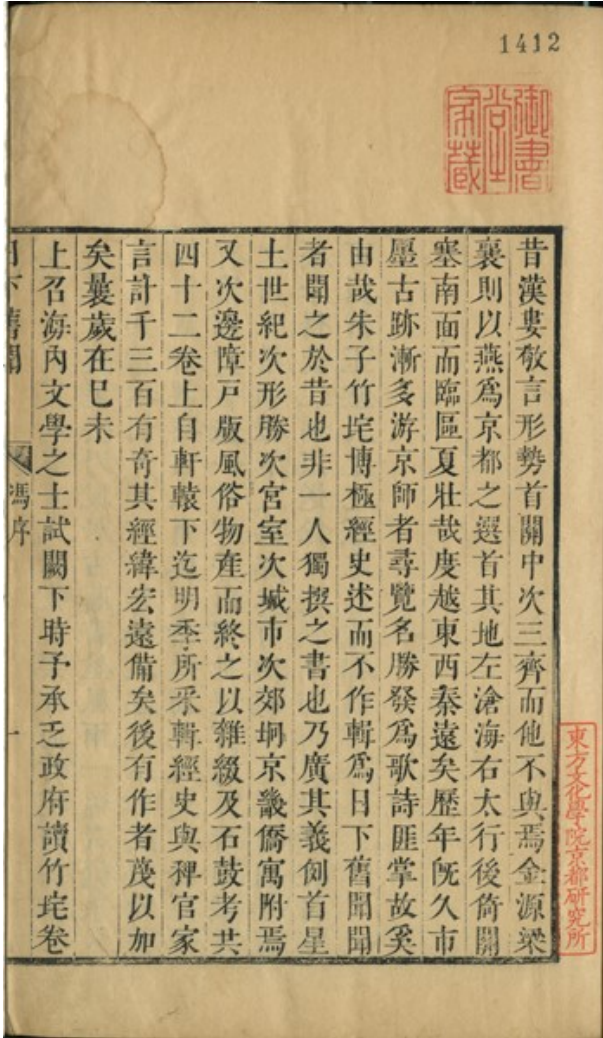 1412
御書堂家蔵
昔漢婁敬言形勢首關中次三齊而他不與焉金源梁
襄則以燕爲京都之選首其地左滄海右太行後倚關
塞南面而臨區夏壯哉度越東西秦遠矣歷年旣久市
廛古跡漸多游京師者尋覽名勝發爲歌詩匪掌故奚
由哉朱子竹垞博極經史述而不作輯爲日下舊聞聞
者聞之於昔也非一人獨撰之書也乃廣其義例首星
土世紀次形勝次宮室次城市次郊坰京畿僑寓附焉
又次邊障戸版風俗物產而終之以雜綴及石鼓考共
四十二卷上自軒轅下迄明季所釆輯經史與稗官家
言計千三百有奇其經緯宏遠備矣後有作者蔑以加
矣曩歲在巳未
上召海內文學之士試闕下時予承乏政府讀竹垞卷
日下舊聞 馮序 一
東方文化學院京都研究所